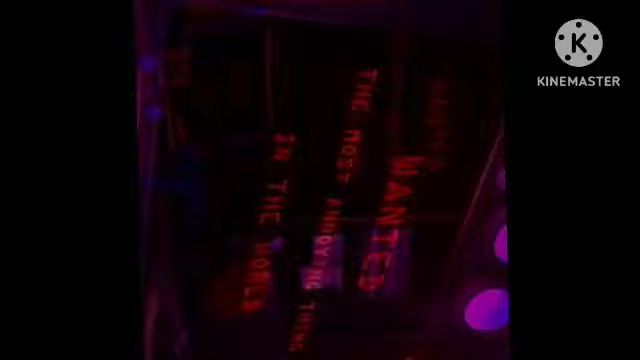 WANTED
THE MOST ANNOYING THING
IN THE WORLD
KINEMASTER